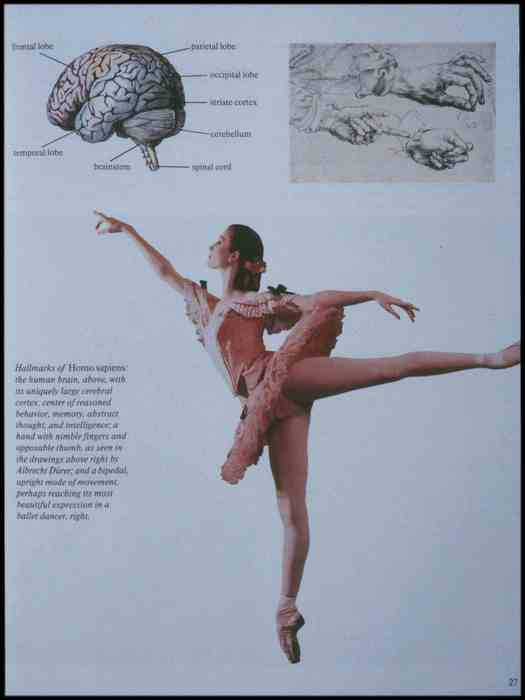 frontal lobe
parietal lobe
occipital lobe
striate cortex
cerebellum
temporal lobe
brainstem
spinal cord
Hallmarks of Homo sapiens:
the human brain, above, with
its uniquely large cerebral
cortex, center of reasoned
behavior, memory, abstract
thought, and intelligence; a
hand with nimble fingers and
opposable thumb, as seen in
the drawings above right by
Albrecht Dürer; and a bipedal,
upright mode of movement,
perhaps reaching its most
beautiful expression in a
ballet dancer, right.
27